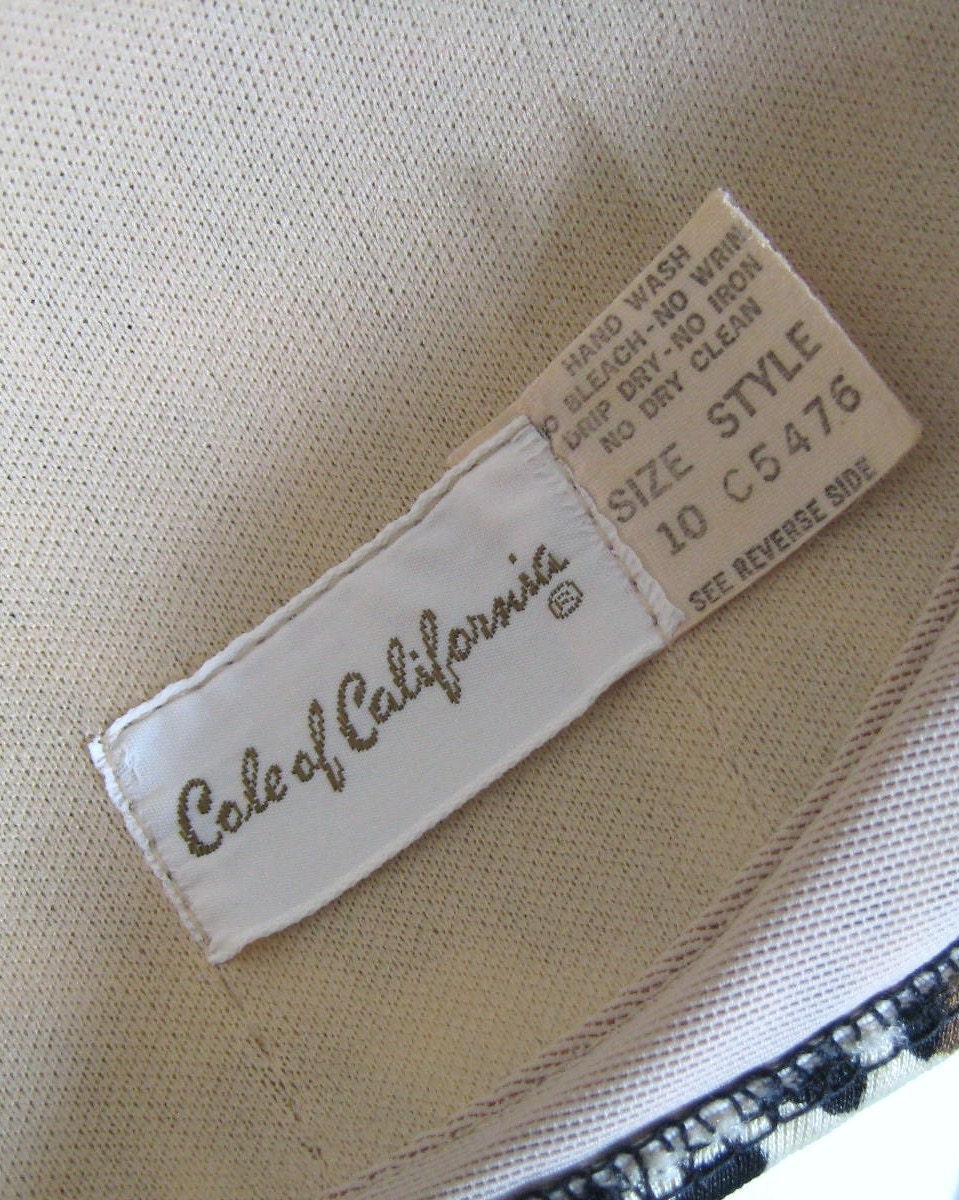 Cole of California
®
HAND WASH
BLEACH-NO WRIN
DRIP DRY-NO IRON
NO DRY CLEAN
SIZE STYLE
10 C5476
SEE REVERSE SIDE